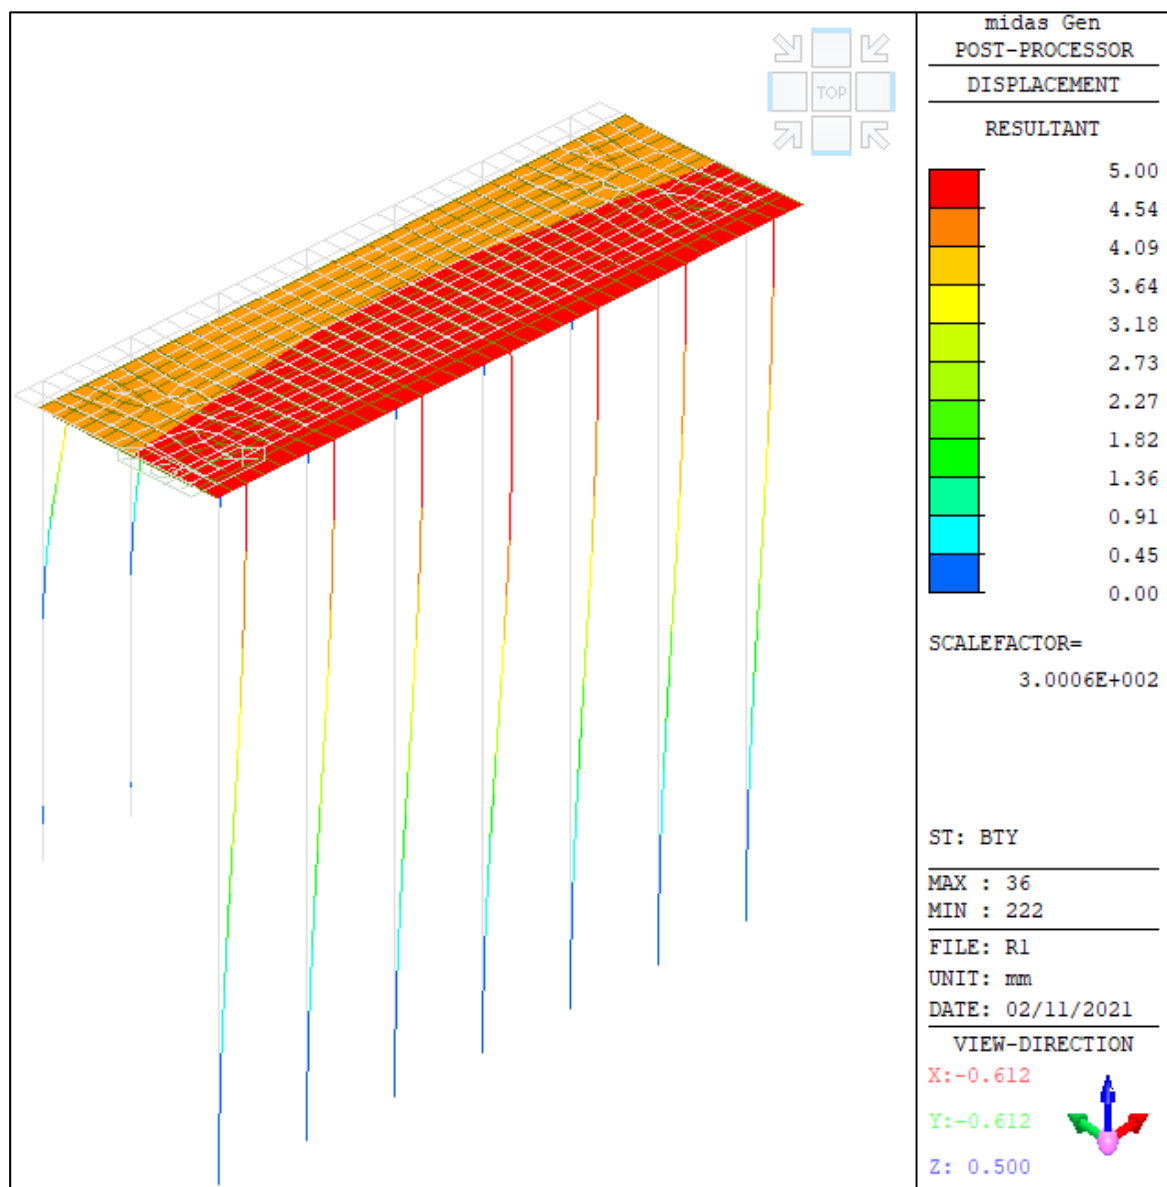 TOP
midas Gen
POST-PROCESSOR
DISPLACEMENT
RESULTANT
5.00
4.54
4.09
3.64
3.18
2.73
2.27
1.82
1.36
0.91
0.45
0.00
SCALEFACTOR=
3.0006E+002
ST: BTY
MAX : 36
MIN : 222
FILE: R1
UNIT: mm
DATE: 02/11/2021
VIEW-DIRECTION
X:-0.612
Y:-0.612
Z: 0.500